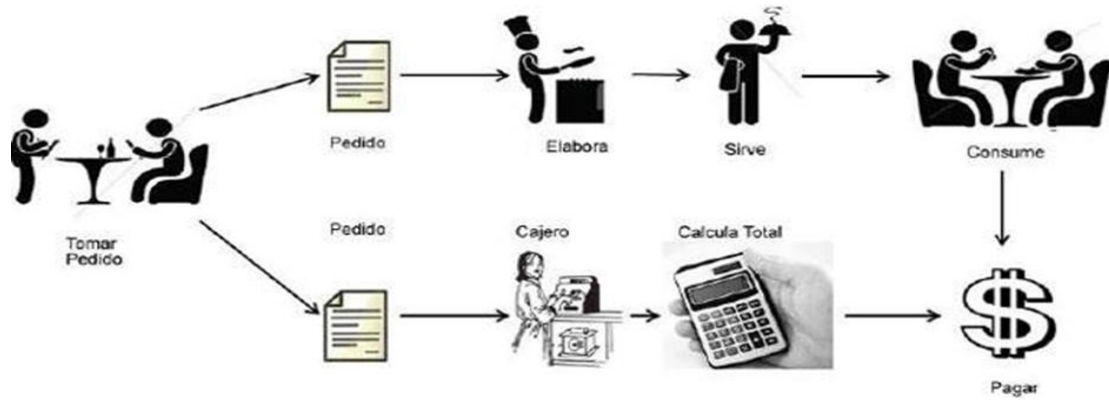 Pedido
Elabora
Sirve
Consume
Tomar
Pedido
Pedido
Cajero
Calcula Total
Pagar